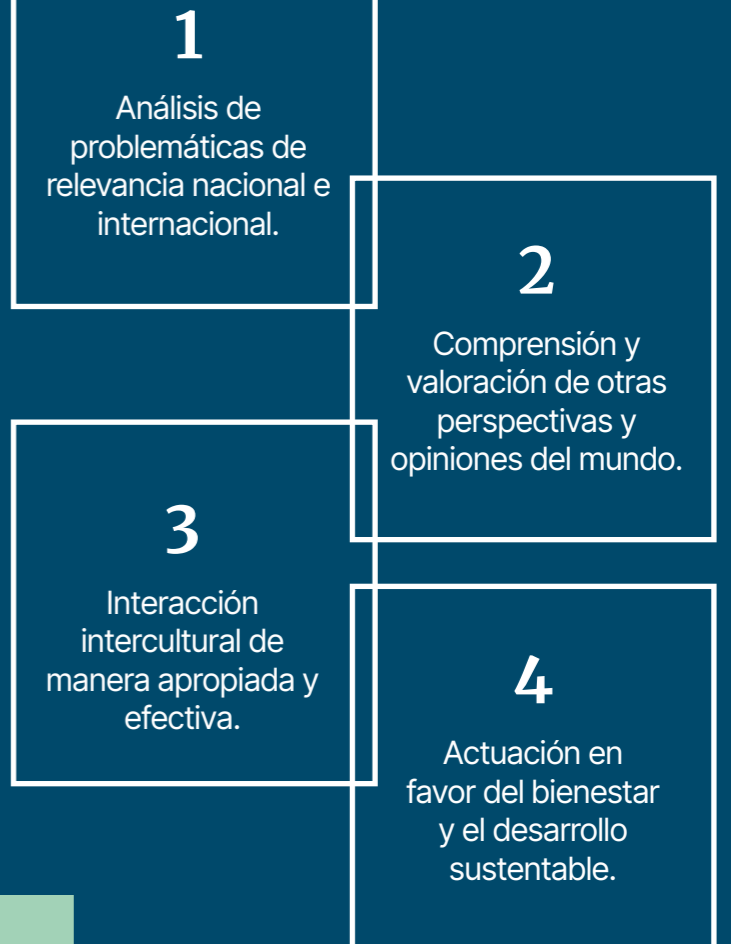 1
Análisis de
problemáticas de
relevancia nacional e
internacional.
2
Comprensión y
valoración de otras
perspectivas y
opiniones del mundo.
3
Interacción
intercultural de
manera apropiada y
efectiva.
4
Actuación en
favor del bienestar
y el desarrollo
sustentable.